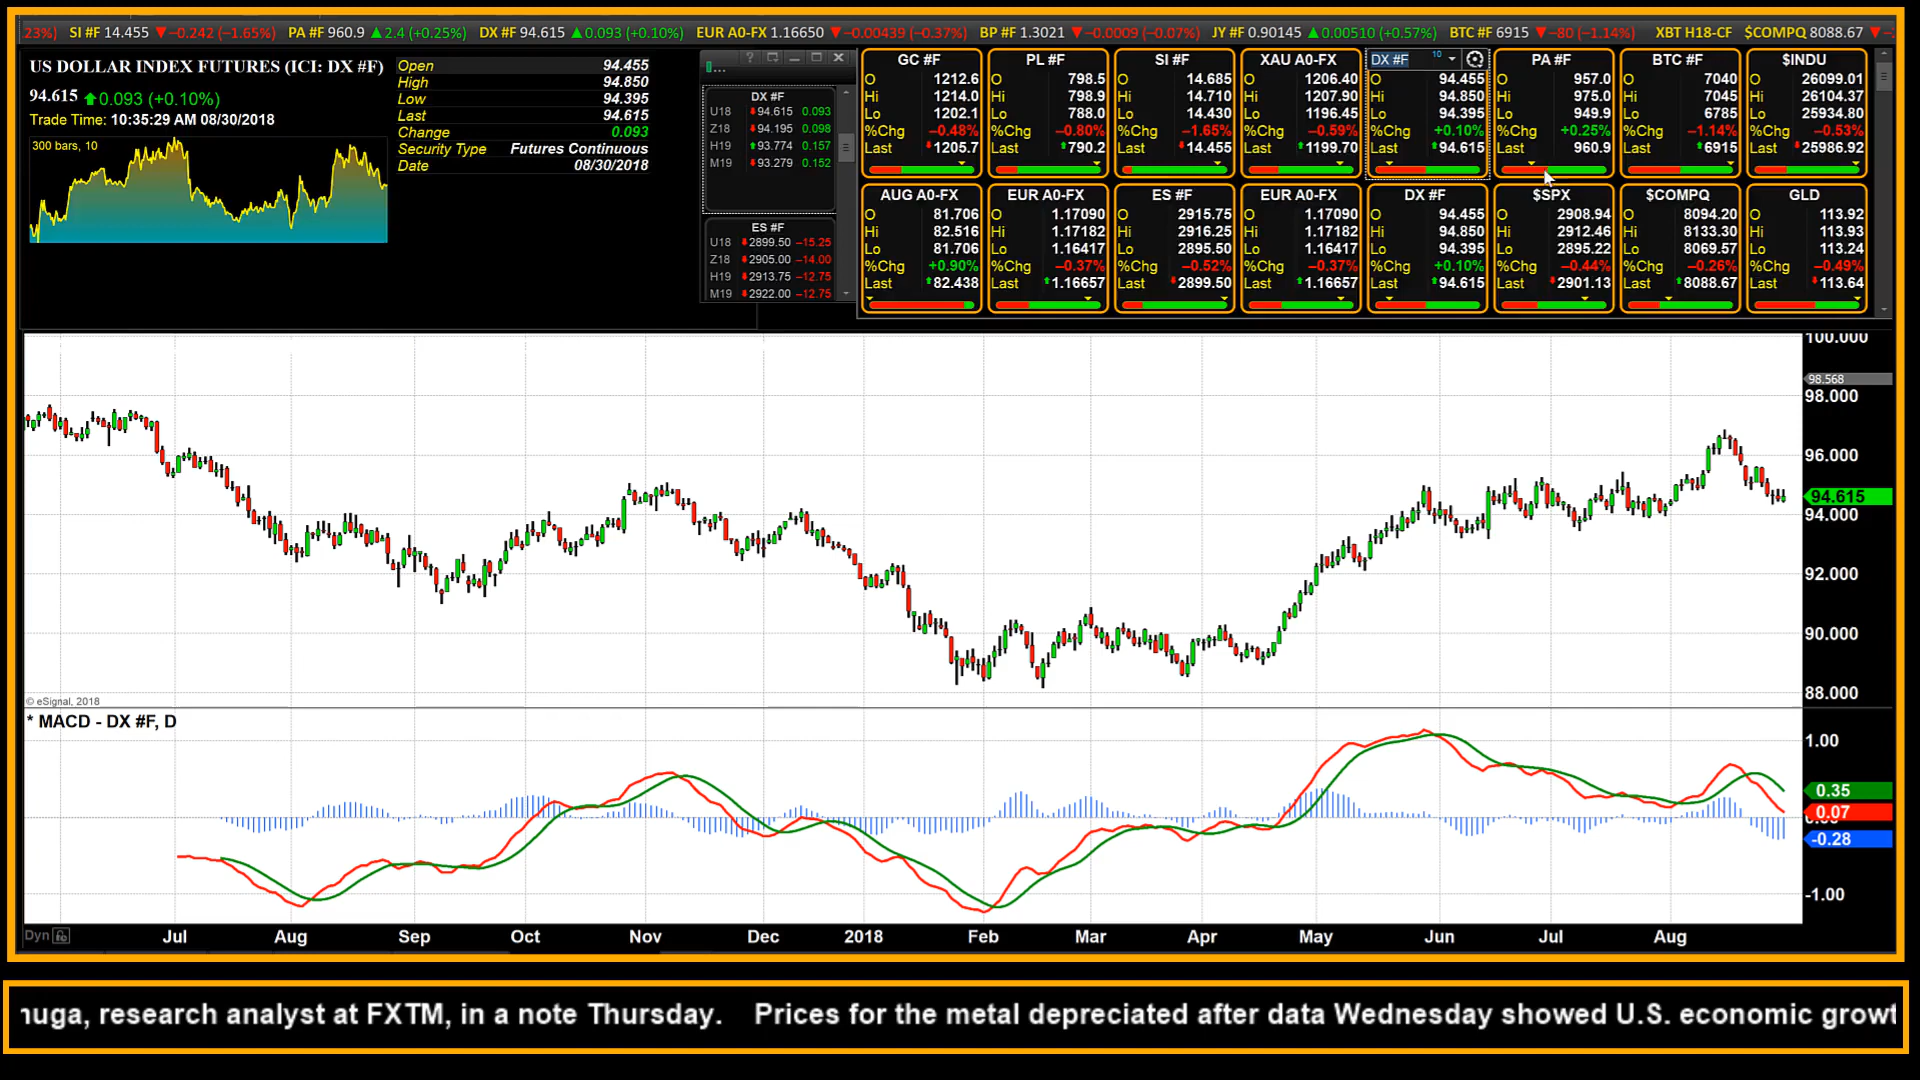 23%) SI #F 14.455 ▼−0.242 (−1.65%) PA #F 960.9 ▲2.4 (+0.25%) DX #F 94.615 ▲0.093 (+0.10%) EUR A0-FX 1.16650 ▼−0.00439 (−0.37%) BP #F 1.3021 ▼−0.0009 (−0.07%) JY #F 0.90145 ▲0.00510 (+0.57%) BTC #F 6915 ▼−80 (−1.14%) XBT H18-CF $COMPQ 8088.67 ▼
US DOLLAR INDEX FUTURES (ICI: DX #F)
94.615 0.093 (+0.10%)
Trade Time: 10:35:29 AM 08/30/2018
300 bars, 10
Open 94.455
High 94.850
Low 94.395
Last 94.615
Change 0.093
Security Type Futures Continuous
Date 08/30/2018
DX #F
U18 94.615 0.093
Z18 94.195 0.098
H19 93.774 0.157
M19 93.279 0.152
ES #F
U18 2899.50 −15.25
Z18 2905.00 −14.00
H19 2913.75 −12.75
M19 2922.00 −12.75
GC #F
O 1212.6
Hi 1214.0
Lo 1202.1
%Chg −0.48%
Last 1205.7
PL #F
O 798.5
Hi 798.9
Lo 788.0
%Chg −0.80%
Last 790.2
SI #F
O 14.685
Hi 14.710
Lo 14.430
%Chg −1.65%
Last 14.455
XAU A0-FX
O 1206.40
Hi 1207.90
Lo 1196.45
%Chg −0.59%
Last 1199.70
DX #F 10
O 94.455
Hi 94.850
Lo 94.395
%Chg +0.10%
Last 94.615
PA #F
O 957.0
Hi 975.0
Lo 949.9
%Chg +0.25%
Last 960.9
BTC #F
O 7040
Hi 7045
Lo 6785
%Chg −1.14%
Last 6915
$INDU
O 26099.01
Hi 26104.37
Lo 25934.80
%Chg −0.53%
Last 25986.92
AUG A0-FX
O 81.706
Hi 82.516
Lo 81.706
%Chg +0.90%
Last 82.438
EUR A0-FX
O 1.17090
Hi 1.17182
Lo 1.16417
%Chg −0.37%
Last 1.16657
ES #F
O 2915.75
Hi 2916.25
Lo 2895.50
%Chg −0.52%
Last 2899.50
EUR A0-FX
O 1.17090
Hi 1.17182
Lo 1.16417
%Chg −0.37%
Last 1.16657
DX #F
O 94.455
Hi 94.850
Lo 94.395
%Chg +0.10%
Last 94.615
$SPX
O 2908.94
Hi 2912.46
Lo 2895.22
%Chg −0.44%
Last 2901.13
$COMPQ
O 8094.20
Hi 8133.30
Lo 8069.57
%Chg −0.26%
Last 8088.67
GLD
O 113.92
Hi 113.93
Lo 113.24
%Chg −0.49%
Last 113.64
100.000
98.568
98.000
96.000
94.615
94.000
92.000
90.000
88.000
© eSignal, 2018
* MACD - DX #F, D
1.00
0.35
0.07
-0.28
-1.00
Dyn Jul Aug Sep Oct Nov Dec 2018 Feb Mar Apr May Jun Jul Aug
nuga, research analyst at FXTM, in a note Thursday. Prices for the metal depreciated after data Wednesday showed U.S. economic growt